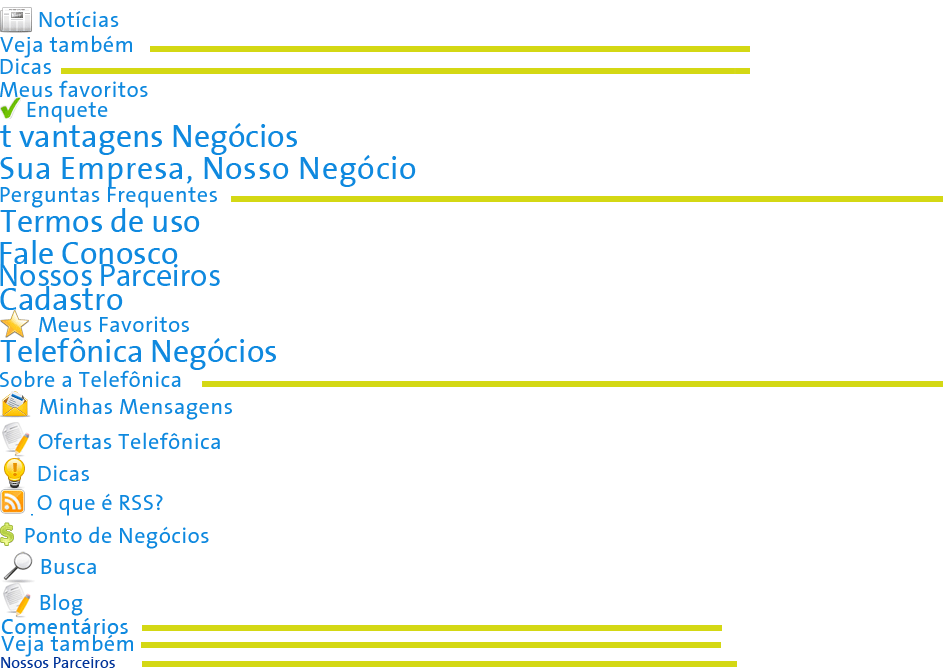 Notícias
Veja também
Dicas
Meus favoritos
Enquete
t vantagens Negócios
Sua Empresa, Nosso Negócio
Perguntas Frequentes
Termos de uso
Fale Conosco
Nossos Parceiros
Cadastro
Meus Favoritos
Telefônica Negócios
Sobre a Telefônica
Minhas Mensagens
Ofertas Telefônica
Dicas
O que é RSS?
Ponto de Negócios
Busca
Blog
Comentários
Veja também
Nossos Parceiros